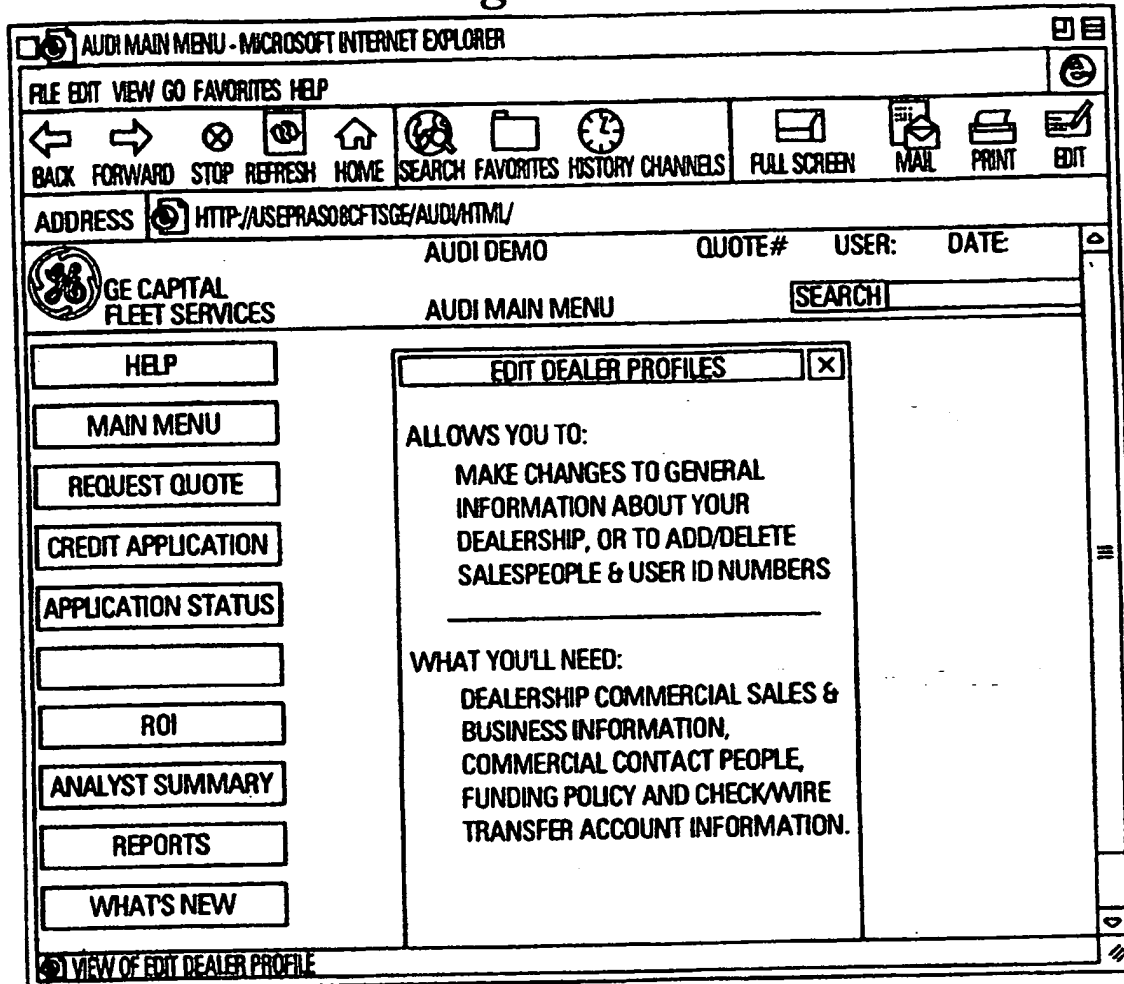 AUDI MAIN MENU - MICROSOFT INTERNET EXPLORER
FILE EDIT VIEW GO FAVORITES HELP
BACK FORWARD STOP REFRESH HOME SEARCH FAVORITES HISTORY CHANNELS FULL SCREEN MAIL PRINT EDIT
ADDRESS HTTP://USEPRAS08CFTSGE/AUDI/HTML/
AUDI DEMO QUOTE# USER: DATE:
GE CAPITAL
FLEET SERVICES
AUDI MAIN MENU SEARCH
HELP
MAIN MENU
REQUEST QUOTE
CREDIT APPLICATION
APPLICATION STATUS
ROI
ANALYST SUMMARY
REPORTS
WHAT'S NEW
EDIT DEALER PROFILES X
ALLOWS YOU TO:
MAKE CHANGES TO GENERAL
INFORMATION ABOUT YOUR
DEALERSHIP, OR TO ADD/DELETE
SALESPEOPLE & USER ID NUMBERS
WHAT YOU'LL NEED:
DEALERSHIP COMMERCIAL SALES &
BUSINESS INFORMATION,
COMMERCIAL CONTACT PEOPLE,
FUNDING POLICY AND CHECK/WIRE
TRANSFER ACCOUNT INFORMATION.
VIEW OF EDIT DEALER PROFILE